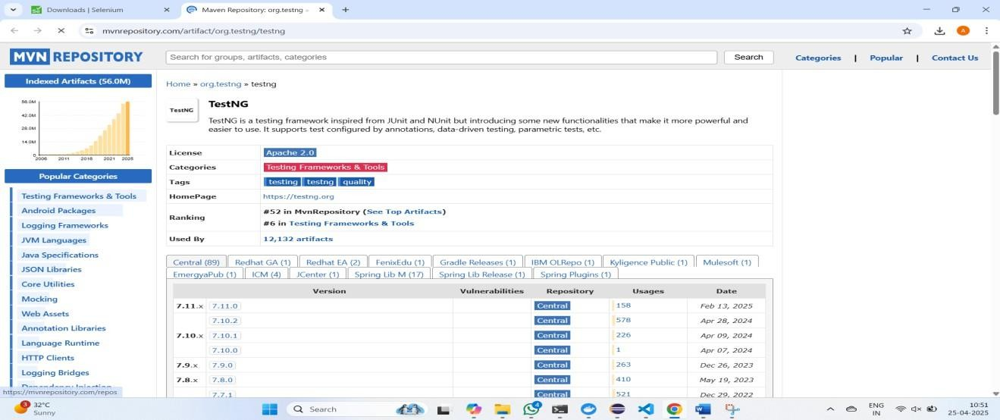 Downloads | Selenium
Maven Repository: org.testng »
mvnrepository.com/artifact/org.testng/testng
A
MVN REPOSITORY
Search for groups, artifacts, categories
Search
Categories | Popular | Contact Us
Indexed Artifacts (56.0M)
56.0M
42.0M
28.0M
14.0M
0
2006 2011 2016 2021 2025
Popular Categories
Testing Frameworks & Tools
Android Packages
Logging Frameworks
JVM Languages
Java Specifications
JSON Libraries
Core Utilities
Mocking
Web Assets
Annotation Libraries
Language Runtime
HTTP Clients
Logging Bridges
Dependency Injection
https://mvnrepository.com/repos
Home » org.testng » testng
TestNG
TestNG
TestNG is a testing framework inspired from JUnit and NUnit but introducing some new functionalities that make it more powerful and
easier to use. It supports test configured by annotations, data-driven testing, parametric tests, etc.
License Apache 2.0
Categories Testing Frameworks & Tools
Tags testing testng quality
HomePage https://testng.org
Ranking #52 in MvnRepository (See Top Artifacts)
#6 in Testing Frameworks & Tools
Used By 12,132 artifacts
Central (89) Redhat GA (1) Redhat EA (2) FenixEdu (1) Gradle Releases (1) IBM OLRepo (1) Kyligence Public (1) Mulesoft (1)
EmergyaPub (1) ICM (4) JCenter (1) Spring Lib M (17) Spring Lib Release (1) Spring Plugins (1)
Version Vulnerabilities Repository Usages Date
7.11.x 7.11.0 Central 158 Feb 13, 2025
7.10.2 Central 578 Apr 28, 2024
7.10.x 7.10.1 Central 226 Apr 09, 2024
7.10.0 Central 1 Apr 07, 2024
7.9.x 7.9.0 Central 263 Dec 26, 2023
7.8.x 7.8.0 Central 410 May 19, 2023
7.7.1 Central 521 Dec 29, 2022
3
32°C
Sunny
Search
4
ENG
IN
10:51
25-04-2025